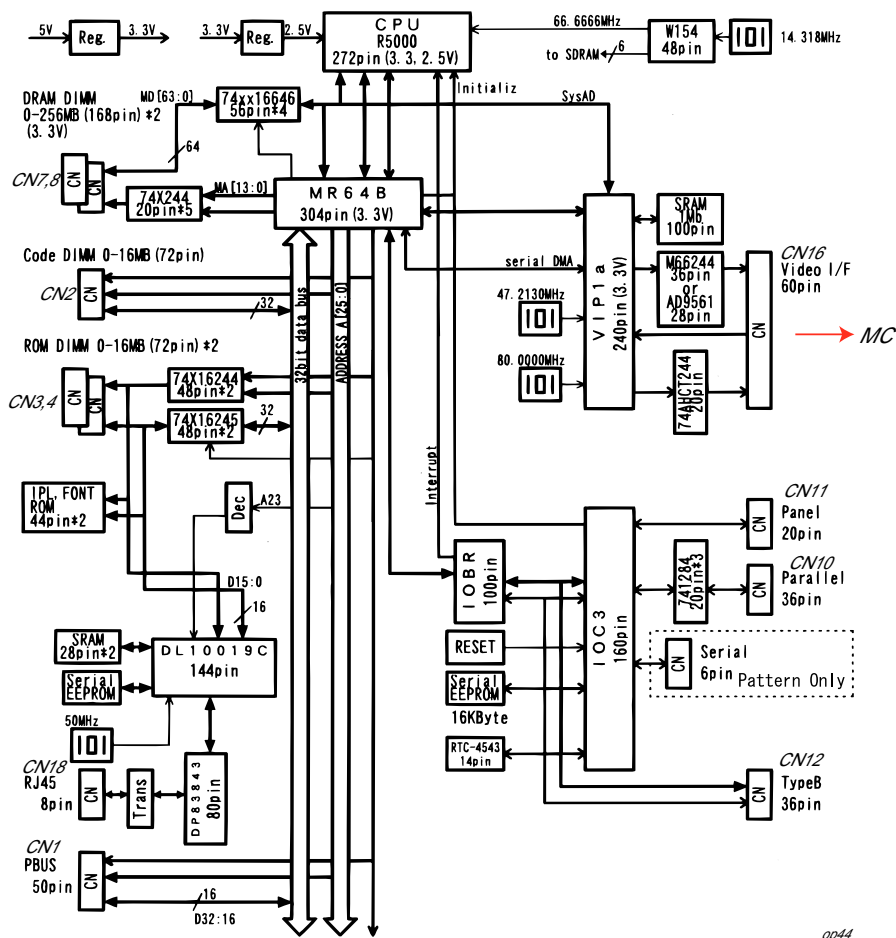 5V
Reg.
3.3V
3.3V
Reg.
2.5V
CPU
R5000
272pin (3.3, 2.5V)
66.6666MHz
to SDRAM
6
W154
48pin
14.318MHz
Initializ
SysAD
DRAM DIMM
0-256MB (168pin) *2
(3.3V)
MD[63:0]
74xx16646
56pin*4
64
CN7,8
CN
CN
74X244
20pin*5
MA[13:0]
MR64B
304pin (3.3V)
Code DIMM 0-16MB (72pin)
CN2
CN
32
32bit data bus
ADDRESS A[25:0]
serial DMA
47.2130MHz
80.0000MHz
VIP1a
240pin (3.3V)
SRAM
1Mb
100pin
M66244
36pin
or
AD9561
28pin
74AHCT244
20pin
CN
CN16
Video I/F
60pin
MC
ROM DIMM 0-16MB (72pin) *2
CN3,4
CN
CN
74X16244
48pin*2
74X16245
48pin*2
32
IPL, FONT
ROM
44pin*2
Dec
A23
D15:0
16
Interrupt
SRAM
28pin*2
Serial
EEPROM
DL10019C
144pin
50MHz
CN18
RJ45
8pin
CN
Trans
DP83843
80pin
CN1
PBUS
50pin
CN
16
D32:16
IOBR
100pin
RESET
Serial
EEPROM
16KByte
RTC-4543
14pin
IOC3
160pin
741284
20pin*3
CN
CN11
Panel
20pin
CN
CN10
Parallel
36pin
CN
Serial
6pin
Pattern Only
CN
CN12
TypeB
36pin
op44